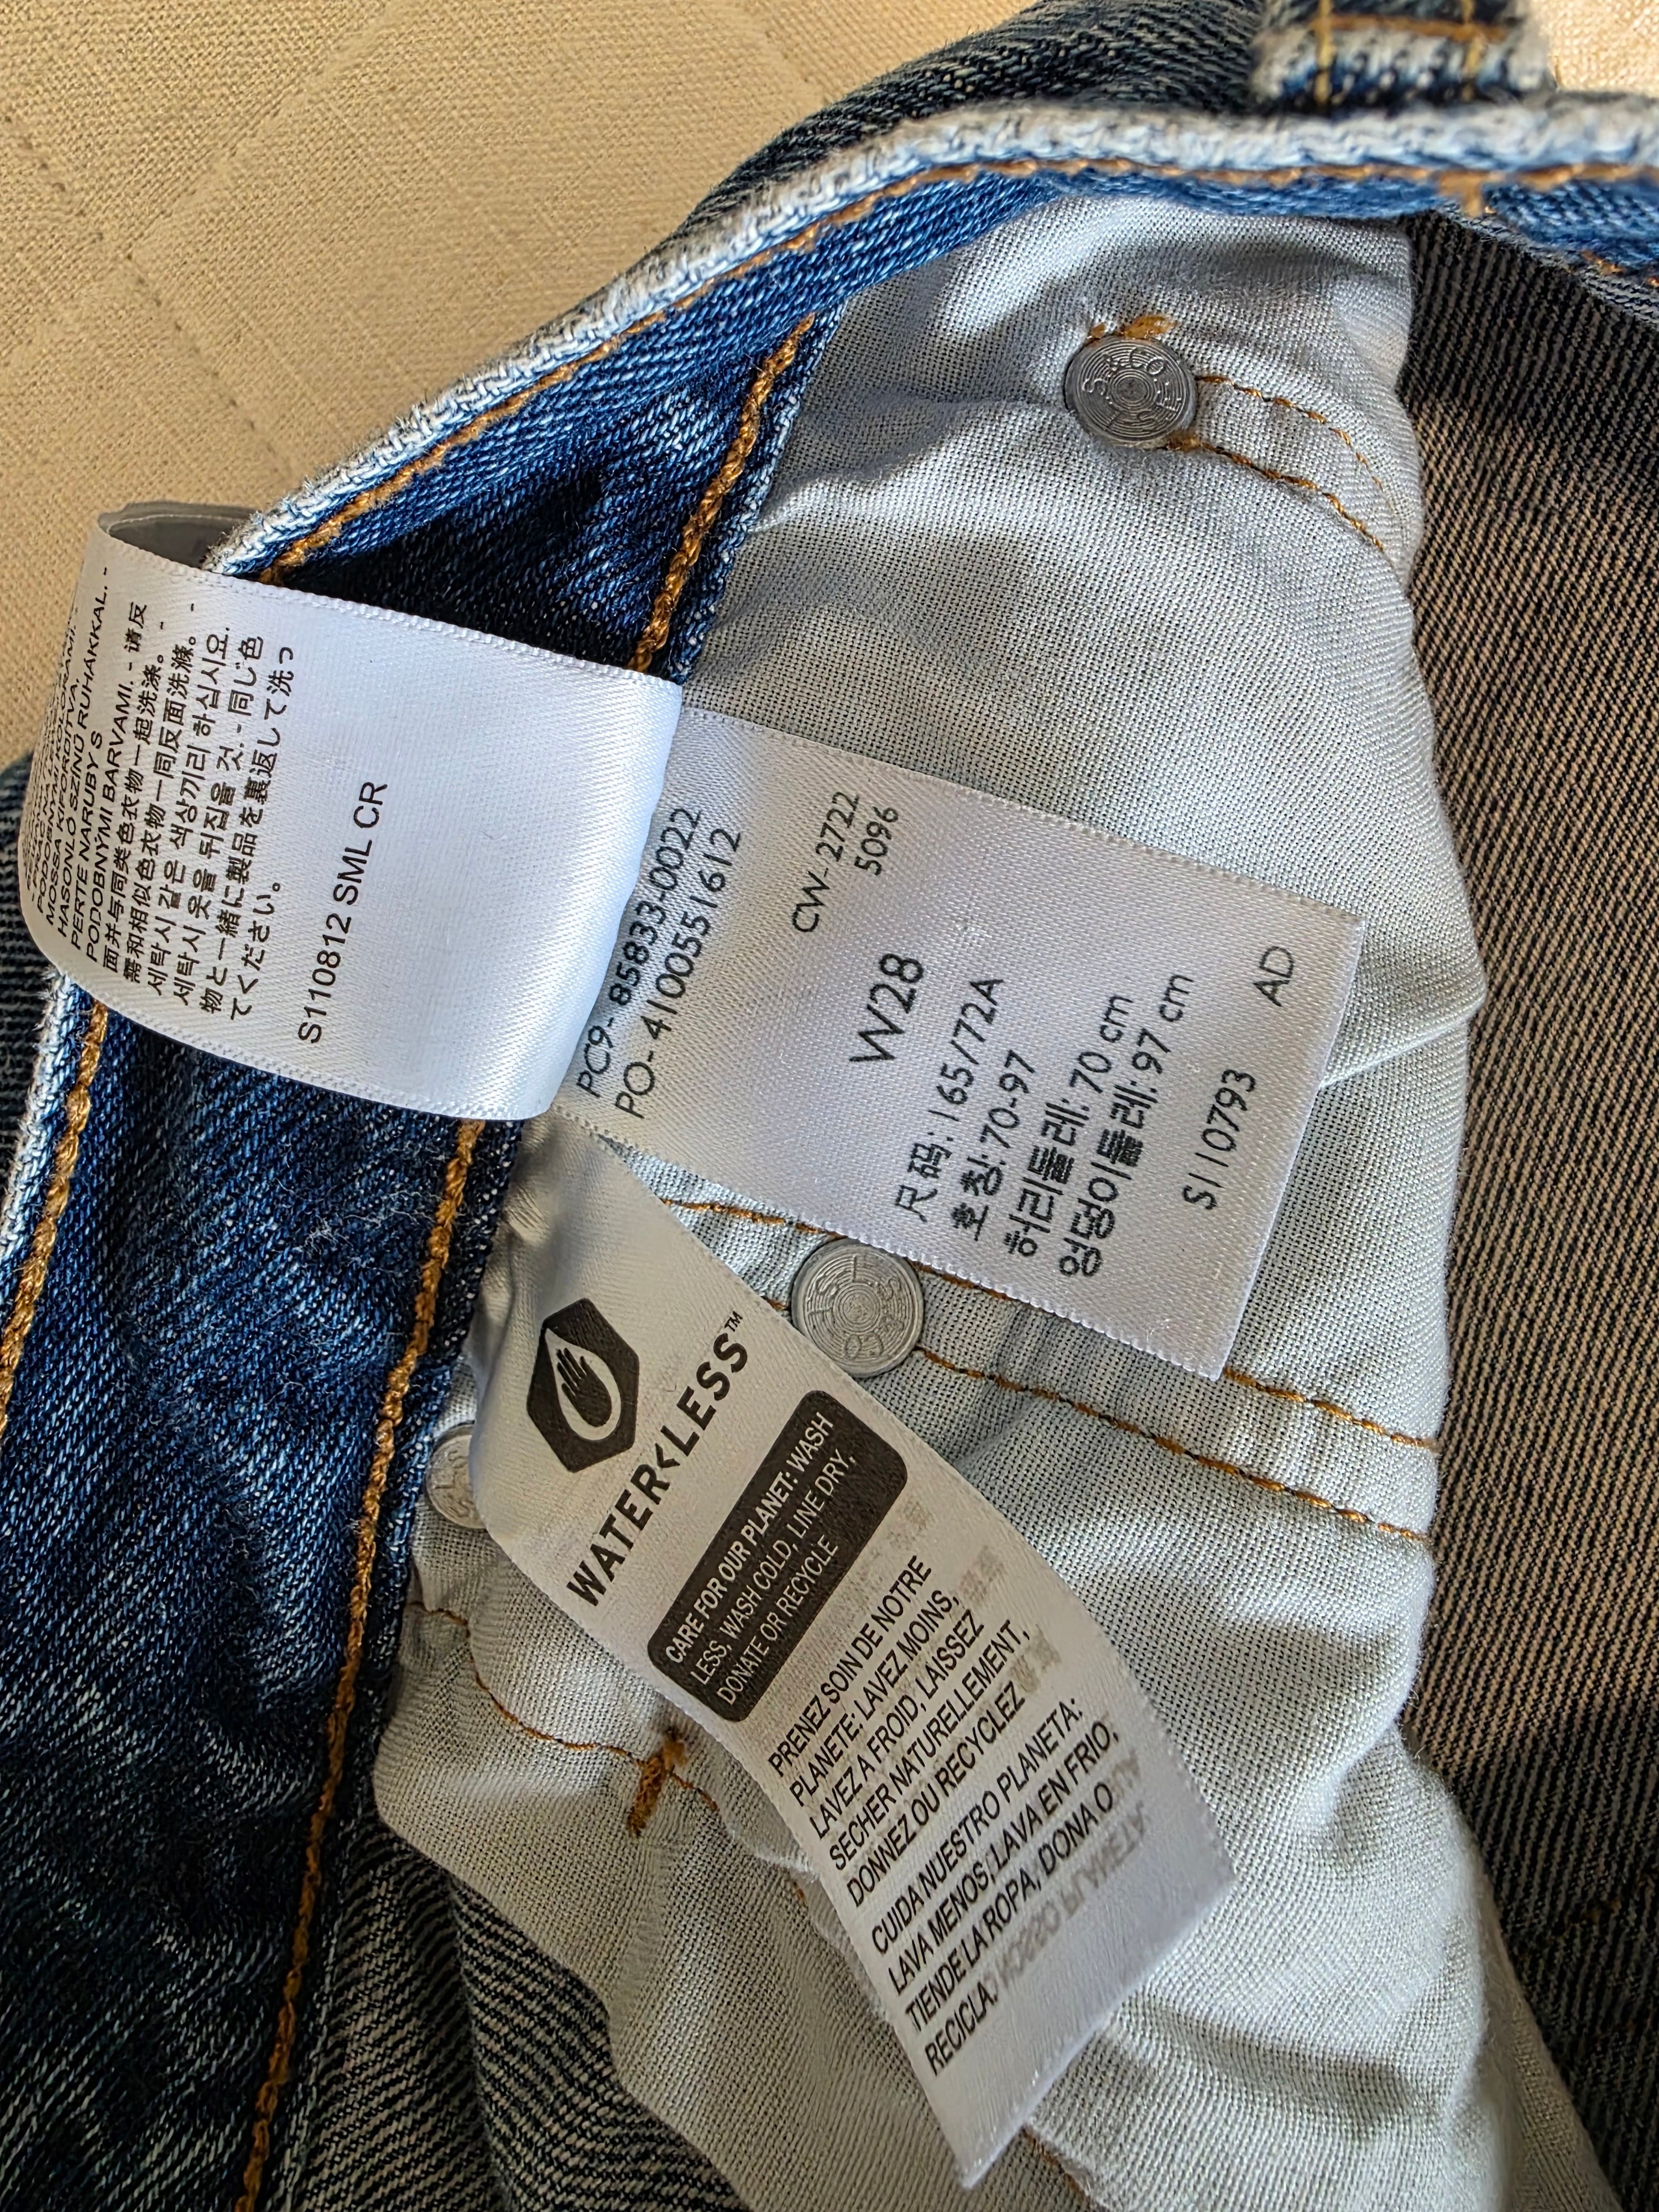 PODOBNYMI KOLORAMI. -
MOSSA KIFORDÍTVA.
HASONLÓ SZÍNŰ RUHÁKKAL. -
PERTE NARUBY S
PODOBNÝMI BARVAMI. - 请反
面并与同类色衣物一起洗涤。 -
需和相似色衣物一同反面洗滌。 -
세탁시 같은 색상끼리 하십시요.
세탁시 옷을 뒤집을 것. - 同じ色
物と一緒に製品を裏返して洗っ
てください。
S110812 SML CR
PC9- 85833-0022
PO- 41005516 12
CW-2722
5096
W28
尺码: 165/72A
호칭: 70-97
허리둘레: 70 cm
엉덩이둘레: 97 cm
S110793 AD
WATER<LESS™
CARE FOR OUR PLANET: WASH
LESS, WASH COLD, LINE DRY,
DONATE OR RECYCLE
PRENEZ SOIN DE NOTRE
PLANETE: LAVEZ MOINS,
LAVEZ A FROID, LAISSEZ
SECHER NATURELLEMENT,
DONNEZ OU RECYCLEZ
CUIDA NUESTRO PLANETA:
LAVA MENOS, LAVA EN FRIO,
TIENDE LA ROPA, DONA O
RECICLA.